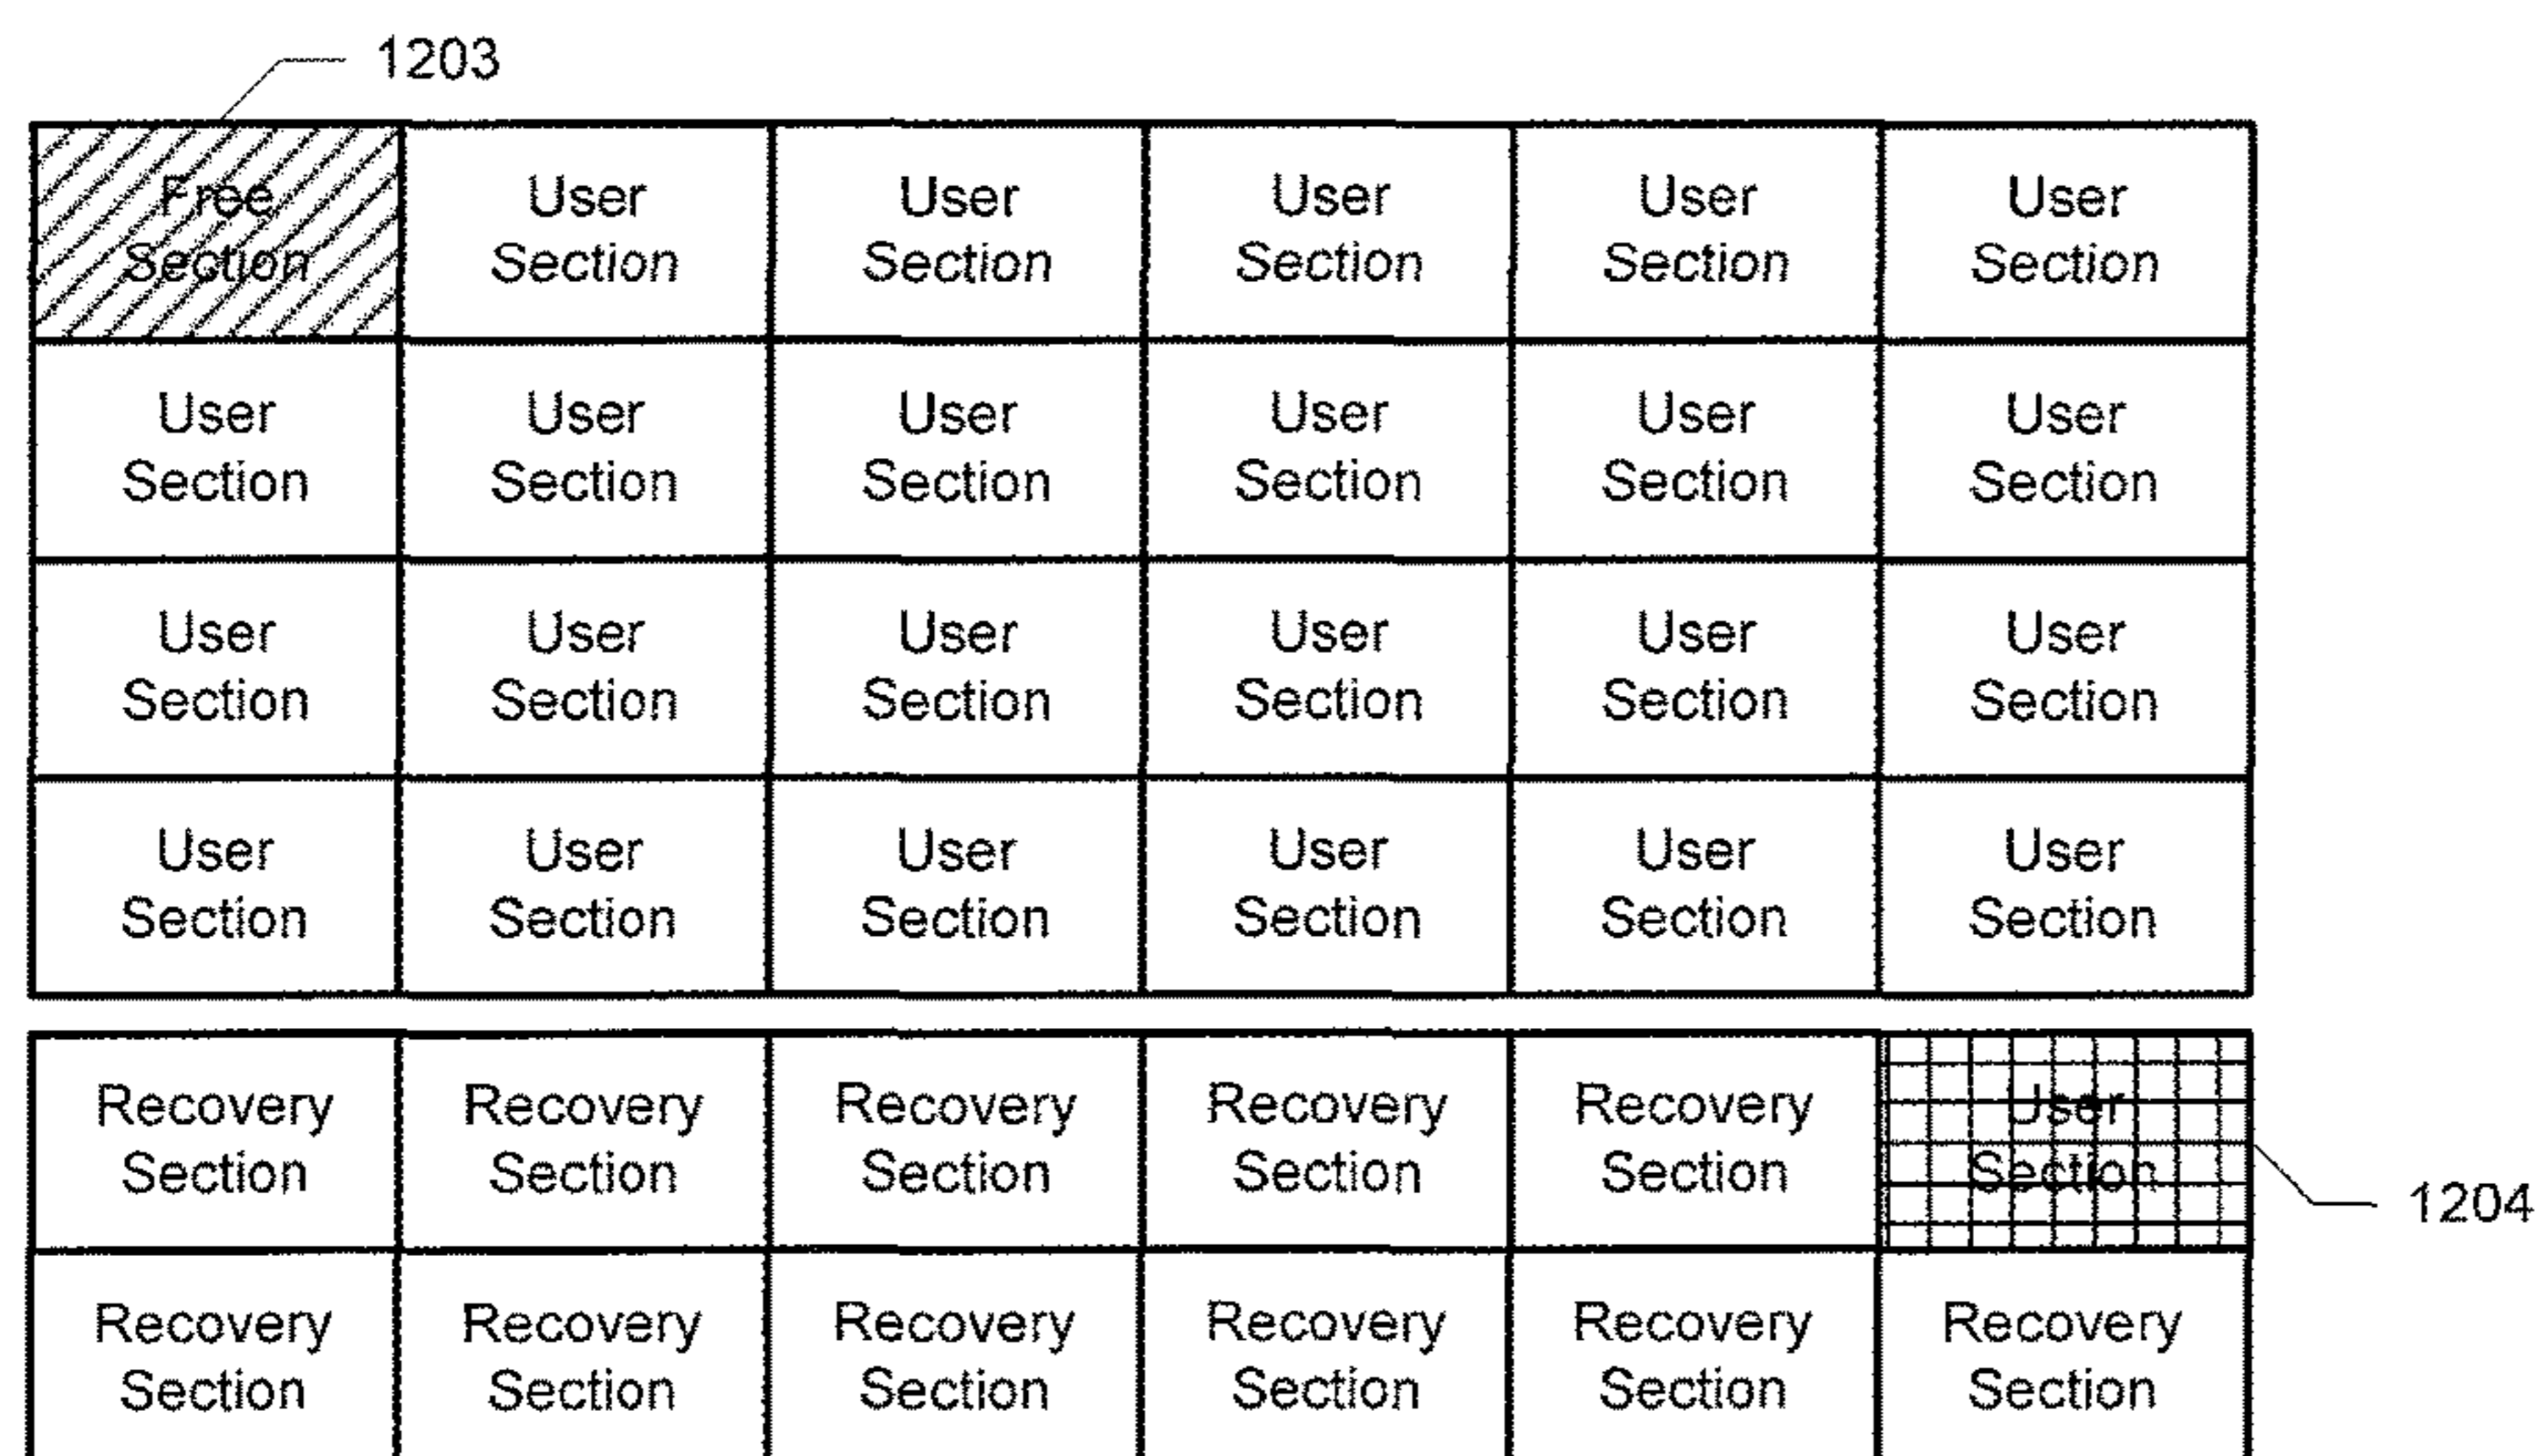 1203
Free User User User User User
Section Section Section Section Section Section
User User User User User User
Section Section Section Section Section Section
User User User User User User
Section Section Section Section Section Section
User User User User User User
Section Section Section Section Section Section
Recovery Recovery Recovery Recovery Recovery User
Section Section Section Section Section Section
1204
Recovery Recovery Recovery Recovery Recovery Recovery
Section Section Section Section Section Section